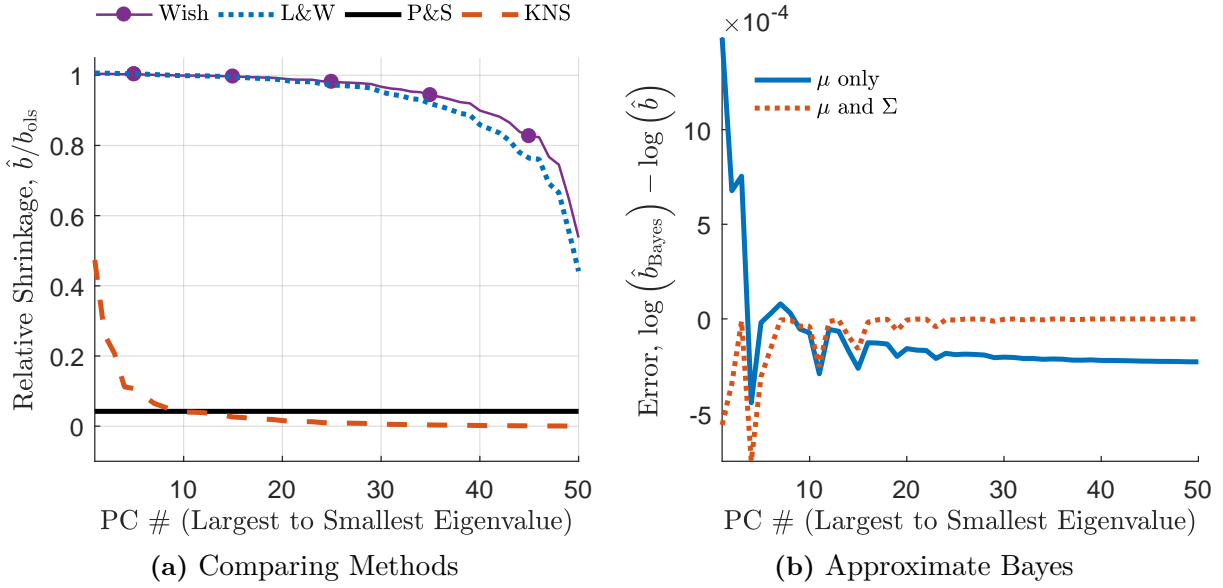 Wish L&W P&S KNS
Relative Shrinkage, b̂/b_ols
1
0.8
0.6
0.4
0.2
0
10 20 30 40 50
PC # (Largest to Smallest Eigenvalue)
(a) Comparing Methods
×10⁻⁴
μ only
μ and Σ
Error, log (b̂_Bayes) − log (b̂)
10
5
0
-5
10 20 30 40 50
PC # (Largest to Smallest Eigenvalue)
(b) Approximate Bayes